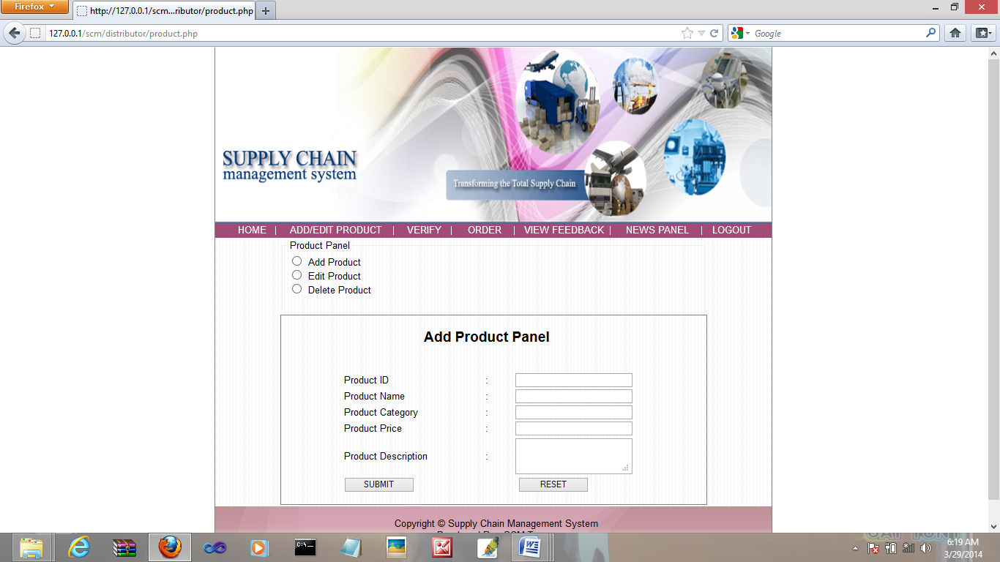 Firefox
http://127.0.0.1/scm...ributor/product.php
127.0.0.1/scm/distributor/product.php
Google
SUPPLY CHAIN
management system
Transforming the Total Supply Chain
HOME | ADD/EDIT PRODUCT | VERIFY | ORDER | VIEW FEEDBACK | NEWS PANEL | LOGOUT
Product Panel
Add Product
Edit Product
Delete Product
Add Product Panel
Product ID :
Product Name :
Product Category :
Product Price :
Product Description :
SUBMIT RESET
Copyright © Supply Chain Management System
6:19 AM
3/29/2014